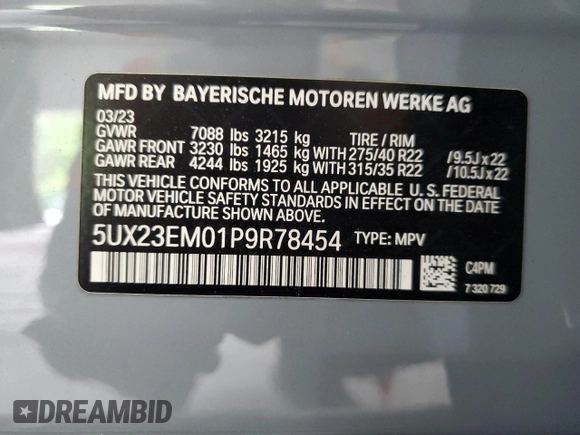 MFD BY BAYERISCHE MOTOREN WERKE AG
03/23
GVWR 7088 lbs 3215 kg TIRE / RIM
GAWR FRONT 3230 lbs 1465 kg WITH 275/40 R22 / 9.5J x 22
GAWR REAR 4244 lbs 1925 kg WITH 315/35 R22 / 10.5J x 22
THIS VEHICLE CONFORMS TO ALL APPLICABLE U. S. FEDERAL
MOTOR VEHICLE SAFETY STANDARDS IN EFFECT ON THE DATE
OF MANUFACTURE SHOWN ABOVE.
5UX23EM01P9R78454 TYPE: MPV
C4PM
7 320 729
DREAMBID